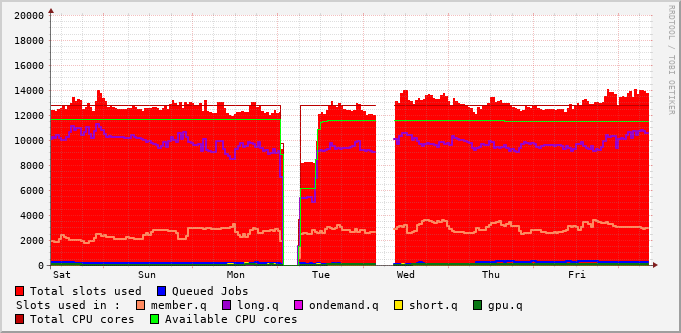 20000
18000
16000
14000
12000
10000
8000
6000
4000
2000
0
Sat Sun Mon Tue Wed Thu Fri
RRDTOOL / TOBI OETIKER
Total slots used Queued Jobs
Slots used in : member.q long.q ondemand.q short.q gpu.q
Total CPU cores Available CPU cores